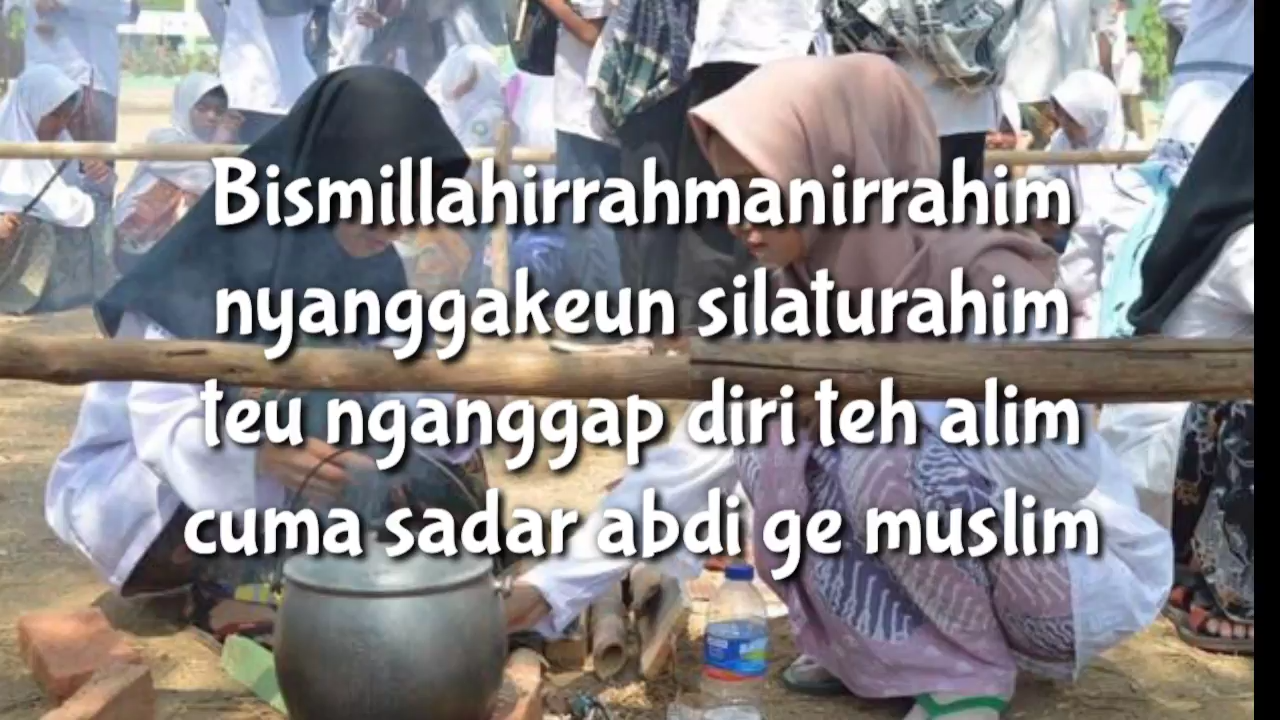 Bismillahirrahmanirrahim
nyanggakeun silaturahim
teu nganggap diri teh alim
cuma sadar abdi ge muslim